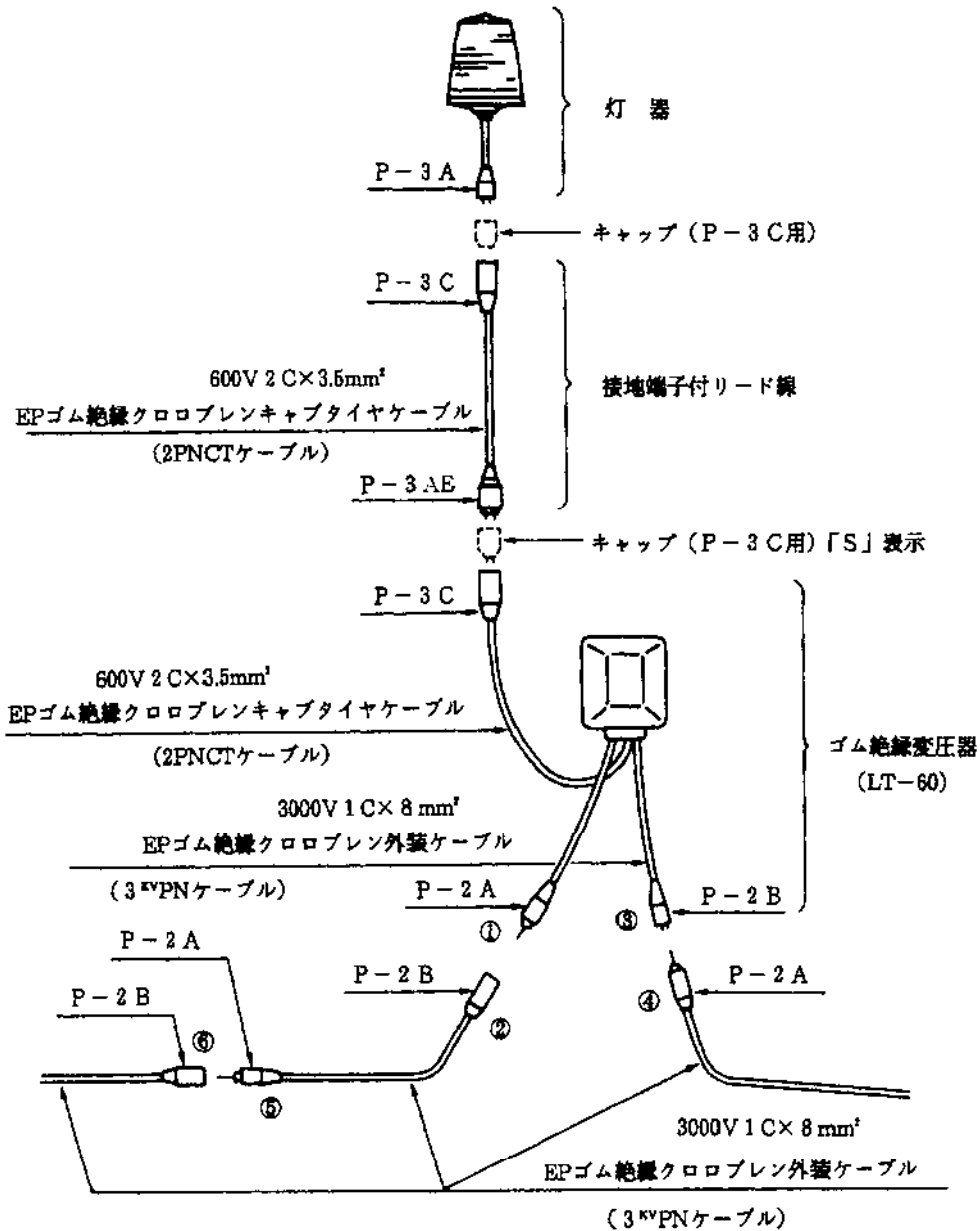 灯 器
P-3A
キャップ(P-3C用)
P-3C
600V 2C×3.5mm²
EPゴム絶縁クロロプレンキャブタイヤケーブル
(2PNCTケーブル)
接地端子付リード線
P-3AE
キャップ(P-3C用)「S」表示
P-3C
600V 2C×3.5mm²
EPゴム絶縁クロロプレンキャブタイヤケーブル
(2PNCTケーブル)
ゴム絶縁変圧器
(LT-60)
3000V 1C×8mm²
EPゴム絶縁クロロプレン外装ケーブル
(3KVPNケーブル)
P-2A
①
③
P-2B
P-2A
P-2B
⑥
⑤
P-2B
②
④
P-2A
3000V 1C×8mm²
EPゴム絶縁クロロプレン外装ケーブル
(3KVPNケーブル)